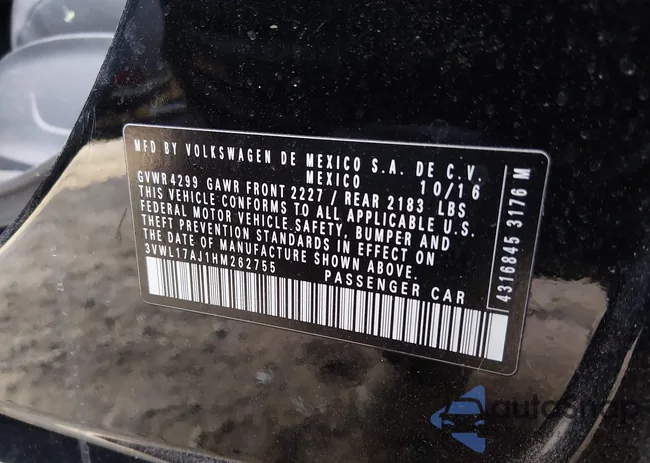 MFD BY VOLKSWAGEN DE MEXICO S.A. DE C.V.
MEXICO 10/16
GVWR 4299 GAWR FRONT 2227 / REAR 2183 LBS
THIS VEHICLE CONFORMS TO ALL APPLICABLE U.S.
FEDERAL MOTOR VEHICLE SAFETY, BUMPER AND
THEFT PREVENTION STANDARDS IN EFFECT ON
THE DATE OF MANUFACTURE SHOWN ABOVE.
3VWL17AJ1HM262755 PASSENGER CAR
4316845 3176 M
autosnap